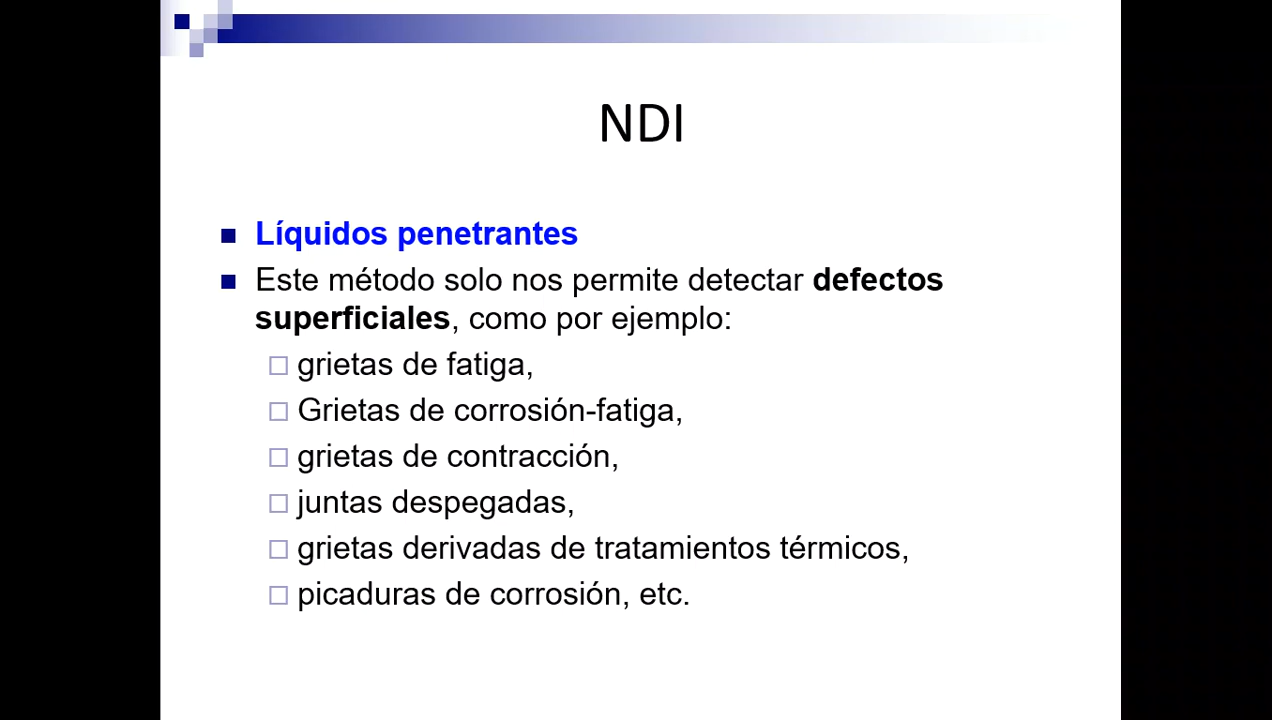 NDI
Líquidos penetrantes
Este método solo nos permite detectar defectos
superficiales, como por ejemplo:
grietas de fatiga,
Grietas de corrosión-fatiga,
grietas de contracción,
juntas despegadas,
grietas derivadas de tratamientos térmicos,
picaduras de corrosión, etc.